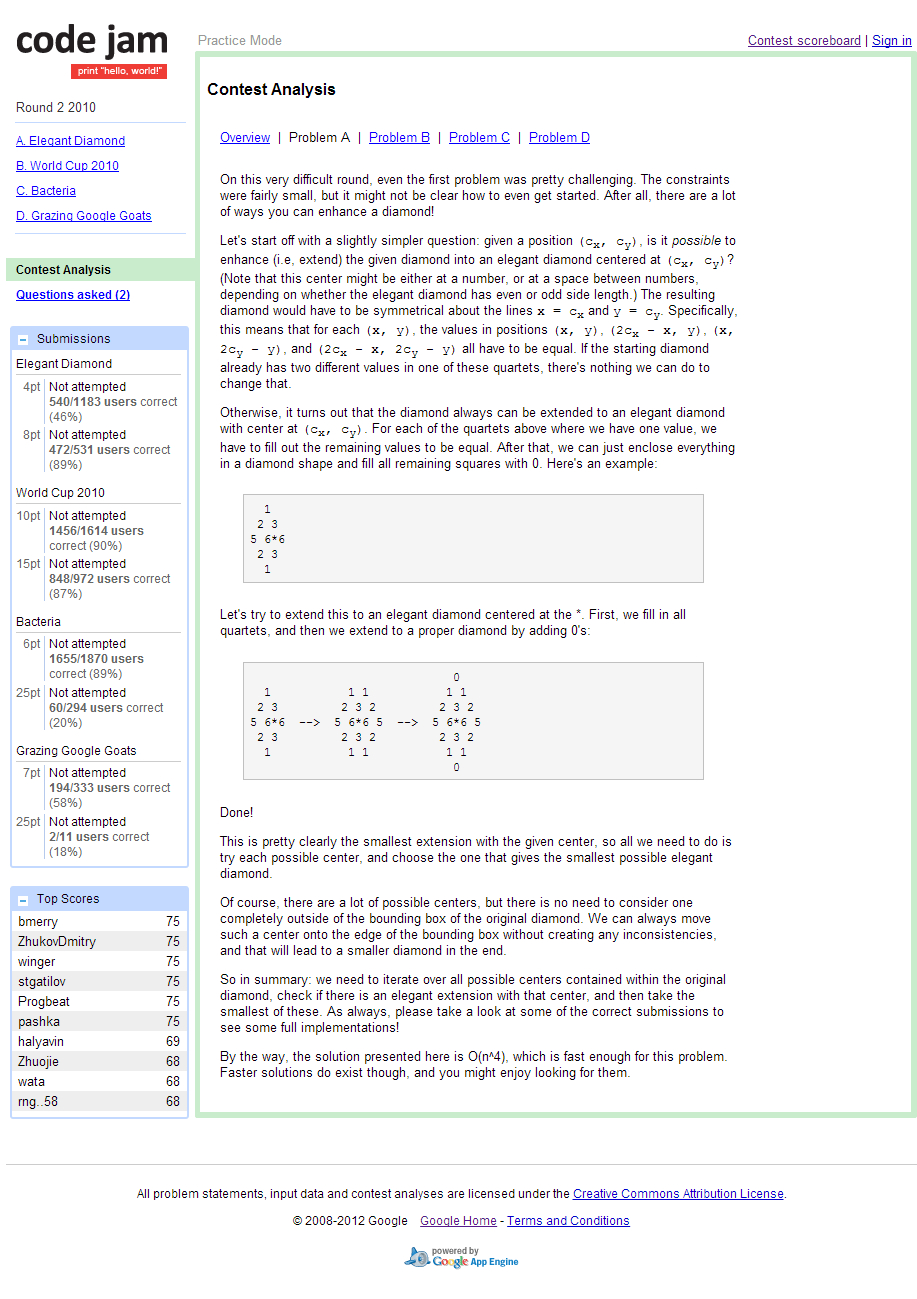 code jam
print "hello, world!"
Round 2 2010
A. Elegant Diamond
B. World Cup 2010
C. Bacteria
D. Grazing Google Goats
Contest Analysis
Questions asked (2)
Submissions
Elegant Diamond
4pt Not attempted
540/1183 users correct
(46%)
8pt Not attempted
472/531 users correct
(89%)
World Cup 2010
10pt Not attempted
1456/1614 users
correct (90%)
15pt Not attempted
848/972 users correct
(87%)
Bacteria
6pt Not attempted
1655/1870 users
correct (89%)
25pt Not attempted
60/294 users correct
(20%)
Grazing Google Goats
7pt Not attempted
194/333 users correct
(58%)
25pt Not attempted
2/11 users correct
(18%)
Top Scores
bmerry 75
ZhukovDmitry 75
winger 75
stgatilov 75
Progbeat 75
pashka 75
halyavin 69
Zhuojie 68
wata 68
rng..58 68
Practice Mode
Contest scoreboard | Sign in
Contest Analysis
Overview | Problem A | Problem B | Problem C | Problem D
On this very difficult round, even the first problem was pretty challenging. The constraints
were fairly small, but it might not be clear how to even get started. After all, there are a lot
of ways you can enhance a diamond!
Let's start off with a slightly simpler question: given a position (cx, cy), is it possible to
enhance (i.e, extend) the given diamond into an elegant diamond centered at (cx, cy)?
(Note that this center might be either at a number, or at a space between numbers,
depending on whether the elegant diamond has even or odd side length.) The resulting
diamond would have to be symmetrical about the lines x = cx and y = cy. Specifically,
this means that for each (x, y), the values in positions (x, y), (2cx - x, y), (x,
2cy - y), and (2cx - x, 2cy - y) all have to be equal. If the starting diamond
already has two different values in one of these quartets, there's nothing we can do to
change that.
Otherwise, it turns out that the diamond always can be extended to an elegant diamond
with center at (cx, cy). For each of the quartets above where we have one value, we
have to fill out the remaining values to be equal. After that, we can just enclose everything
in a diamond shape and fill all remaining squares with 0. Here's an example:
1
2 3
5 6*6
2 3
1
Let's try to extend this to an elegant diamond centered at the *. First, we fill in all
quartets, and then we extend to a proper diamond by adding 0's:
0
1 1 1 1 1
2 3 2 3 2 2 3 2
5 6*6 --> 5 6*6 5 --> 5 6*6 5
2 3 2 3 2 2 3 2
1 1 1 1 1
0
Done!
This is pretty clearly the smallest extension with the given center, so all we need to do is
try each possible center, and choose the one that gives the smallest possible elegant
diamond.
Of course, there are a lot of possible centers, but there is no need to consider one
completely outside of the bounding box of the original diamond. We can always move
such a center onto the edge of the bounding box without creating any inconsistencies,
and that will lead to a smaller diamond in the end.
So in summary: we need to iterate over all possible centers contained within the original
diamond, check if there is an elegant extension with that center, and then take the
smallest of these. As always, please take a look at some of the correct submissions to
see some full implementations!
By the way, the solution presented here is O(n^4), which is fast enough for this problem.
Faster solutions do exist though, and you might enjoy looking for them.
All problem statements, input data and contest analyses are licensed under the Creative Commons Attribution License.
© 2008-2012 Google Google Home - Terms and Conditions
powered by
Google App Engine